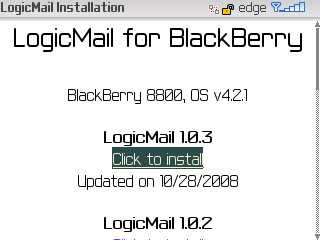 LogicMail Installation
edge
LogicMail for BlackBerry
BlackBerry 8800, OS v4.2.1
LogicMail 1.0.3
Click to install
Updated on 10/28/2008
LogicMail 1.0.2